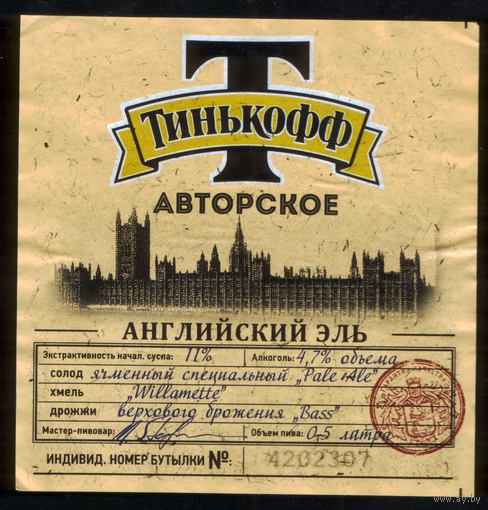 Т
Тинькофф
АВТОРСКОЕ
АНГЛИЙСКИЙ ЭЛЬ
Экстрактивность начал. сусла: 11% Алкоголь: 4,7% объема
солод ячменный специальный „Pale Ale"
хмель „Willamette"
дрожжи верхового брожения „Bass"
Мастер-пивовар: Объем пива: 0,5 литра
ИНДИВИД. НОМЕР БУТЫЛКИ №: 4202307
www.ay.by